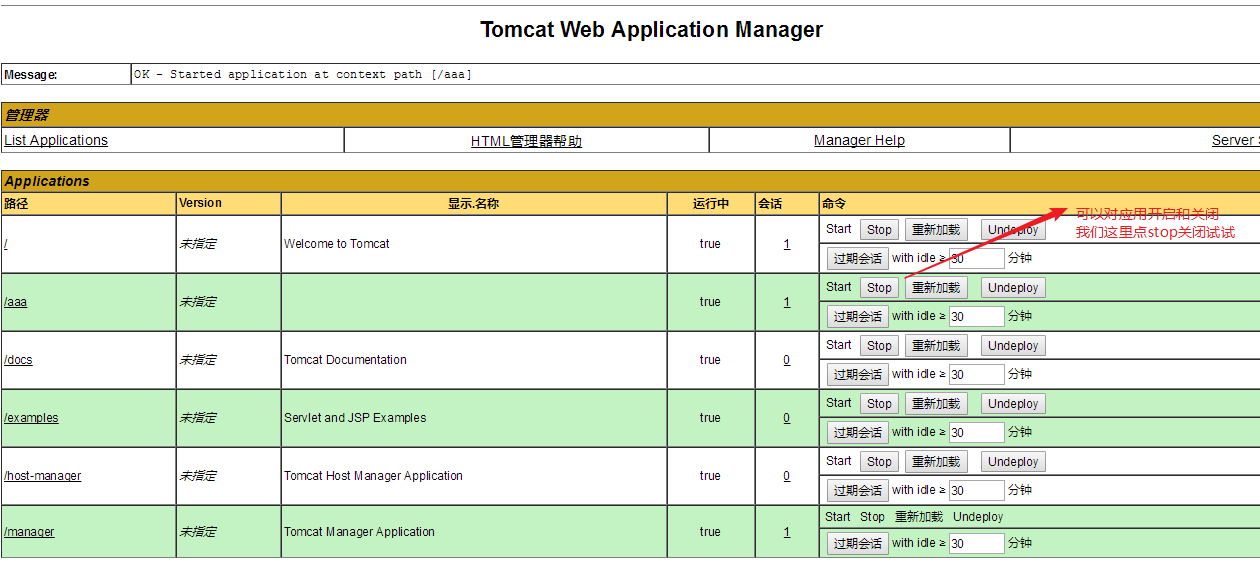 Tomcat Web Application Manager
Message: OK - Started application at context path [/aaa]
管理器
List Applications HTML管理器帮助 Manager Help Server
Applications
路径 Version 显示.名称 运行中 会话 命令
可以对应用开启和关闭
我们这里点stop关闭试试
/ 未指定 Welcome to Tomcat true 1 Start Stop 重新加载 Undeploy
过期会话 with idle ≥ 30 分钟
/aaa 未指定 true 1 Start Stop 重新加载 Undeploy
过期会话 with idle ≥ 30 分钟
/docs 未指定 Tomcat Documentation true 0 Start Stop 重新加载 Undeploy
过期会话 with idle ≥ 30 分钟
/examples 未指定 Servlet and JSP Examples true 0 Start Stop 重新加载 Undeploy
过期会话 with idle ≥ 30 分钟
/host-manager 未指定 Tomcat Host Manager Application true 0 Start Stop 重新加载 Undeploy
过期会话 with idle ≥ 30 分钟
/manager 未指定 Tomcat Manager Application true 1 Start Stop 重新加载 Undeploy
过期会话 with idle ≥ 30 分钟